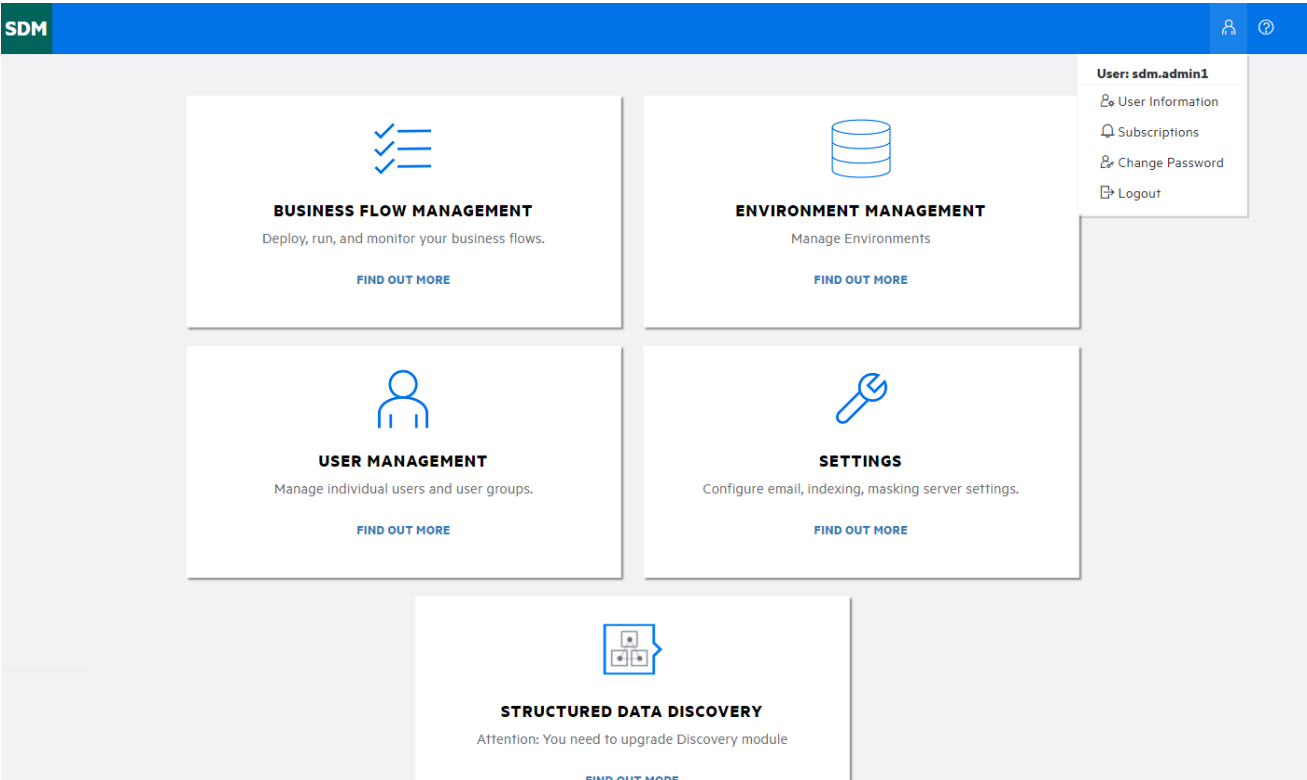 SDM
User: sdm.admin1
User Information
Subscriptions
Change Password
Logout
BUSINESS FLOW MANAGEMENT
Deploy, run, and monitor your business flows.
FIND OUT MORE
ENVIRONMENT MANAGEMENT
Manage Environments
FIND OUT MORE
USER MANAGEMENT
Manage individual users and user groups.
FIND OUT MORE
SETTINGS
Configure email, indexing, masking server settings.
FIND OUT MORE
STRUCTURED DATA DISCOVERY
Attention: You need to upgrade Discovery module
FIND OUT MORE